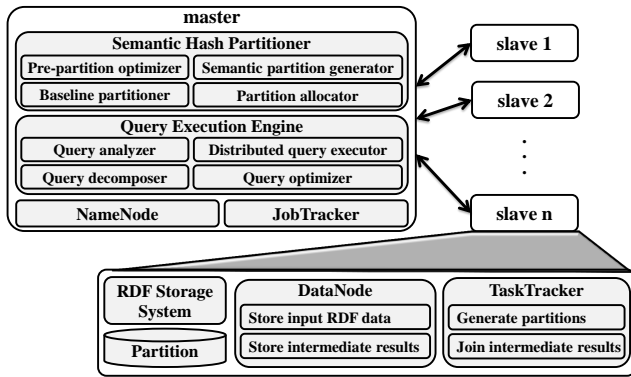 master
Semantic Hash Partitioner
Pre-partition optimizer
Semantic partition generator
Baseline partitioner
Partition allocator
Query Execution Engine
Query analyzer
Distributed query executor
Query decomposer
Query optimizer
NameNode
JobTracker
slave 1
slave 2
slave n
RDF Storage
System
Partition
DataNode
Store input RDF data
Store intermediate results
TaskTracker
Generate partitions
Join intermediate results